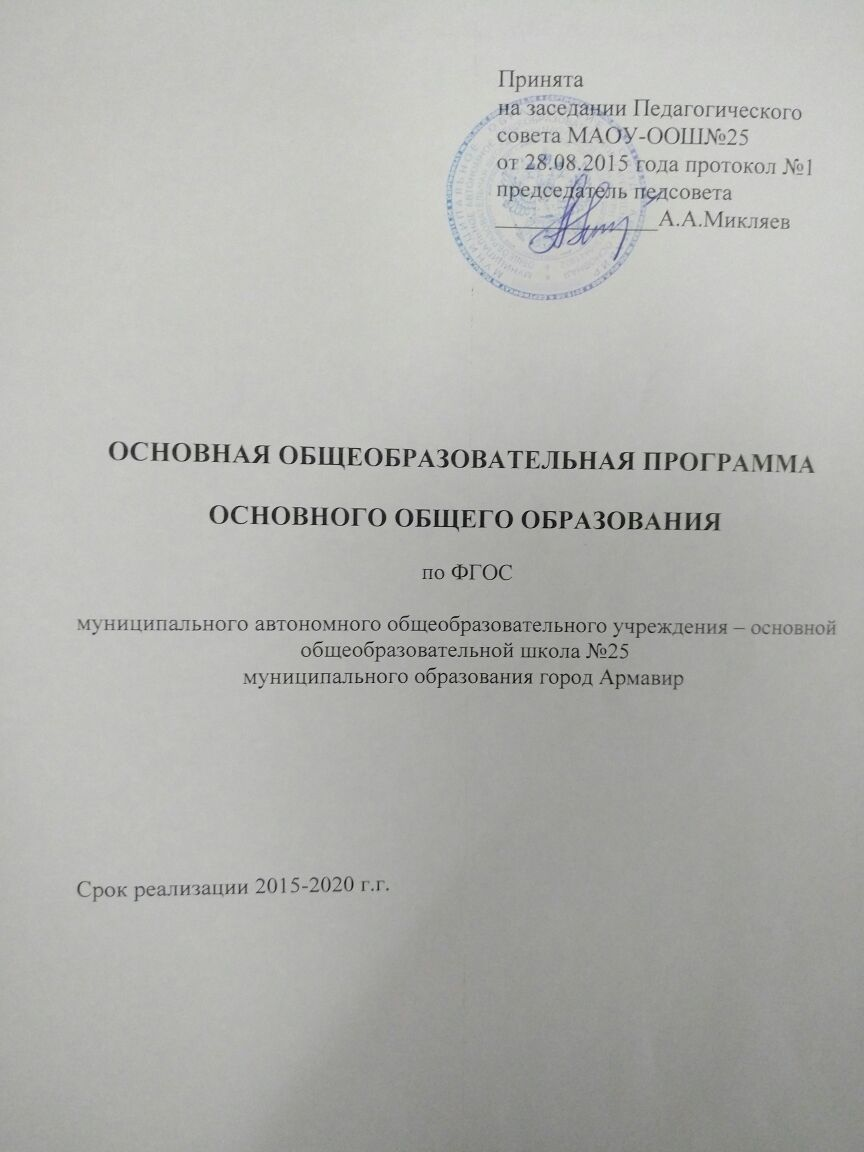 Принята
на заседании Педагогического
совета МАОУ-ООШ№25
от 28.08.2015 года протокол №1
председатель педсовета
_______________А.А.Микляев
ОСНОВНАЯ ОБЩЕОБРАЗОВАТЕЛЬНАЯ ПРОГРАММА
ОСНОВНОГО ОБЩЕГО ОБРАЗОВАНИЯ
по ФГОС
муниципального автономного общеобразовательного учреждения – основной
общеобразовательной школа №25
муниципального образования город Армавир
Срок реализации 2015-2020 г.г.